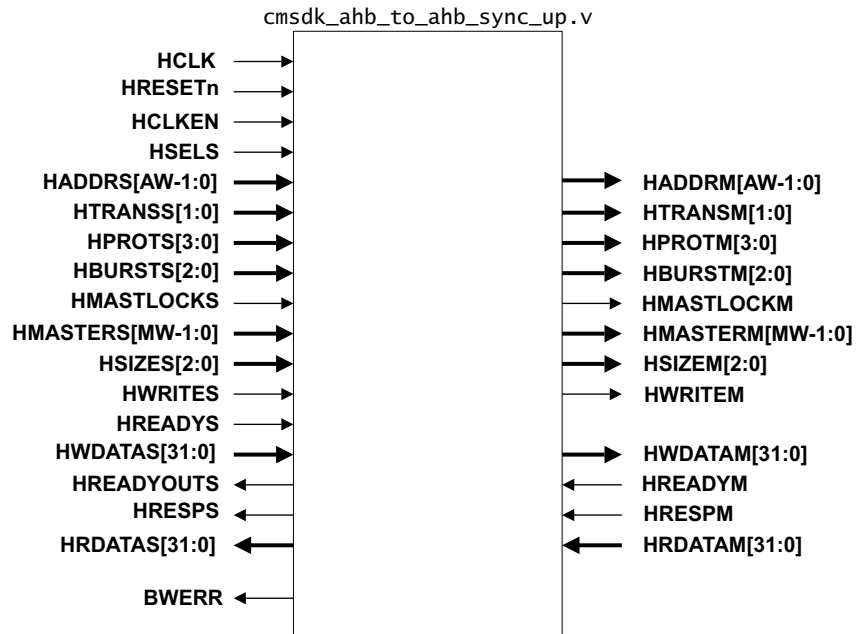 cmsdk_ahb_to_ahb_sync_up.v
HCLK
HRESETn
HCLKEN
HSELS
HADDRS[AW-1:0] HADDRM[AW-1:0]
HTRANSS[1:0] HTRANSM[1:0]
HPROTS[3:0] HPROTM[3:0]
HBURSTS[2:0] HBURSTM[2:0]
HMASTLOCKS HMASTLOCKM
HMASTERS[MW-1:0] HMASTERM[MW-1:0]
HSIZES[2:0] HSIZEM[2:0]
HWRITES HWRITEM
HREADYS
HWDATAS[31:0] HWDATAM[31:0]
HREADYOUTS HREADYM
HRESPS HRESPM
HRDATAS[31:0] HRDATAM[31:0]
BWERR